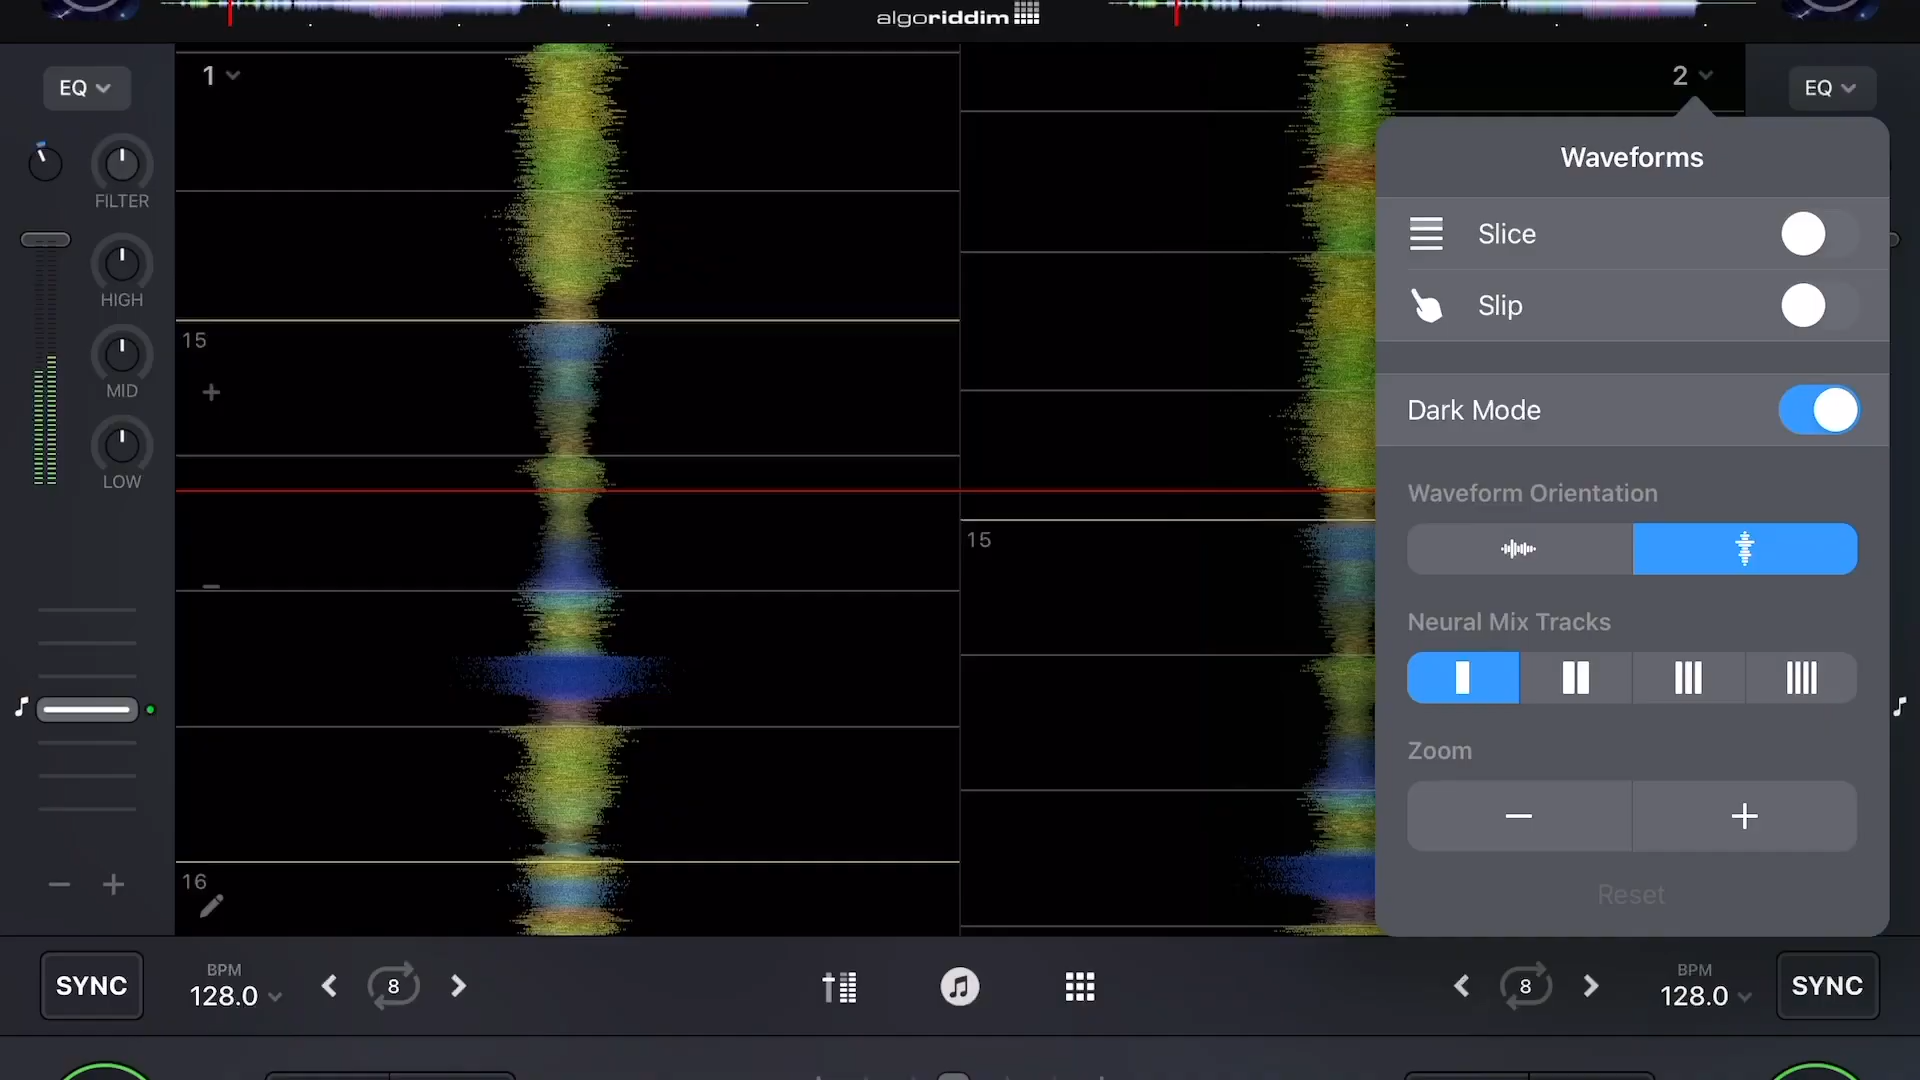 algoriddim
EQ
1
2
EQ
Waveforms
FILTER
Slice
HIGH
Slip
15
MID
Dark Mode
LOW
Waveform Orientation
15
Neural Mix Tracks
Zoom
16
Reset
SYNC
BPM
128.0
8
8
BPM
128.0
SYNC